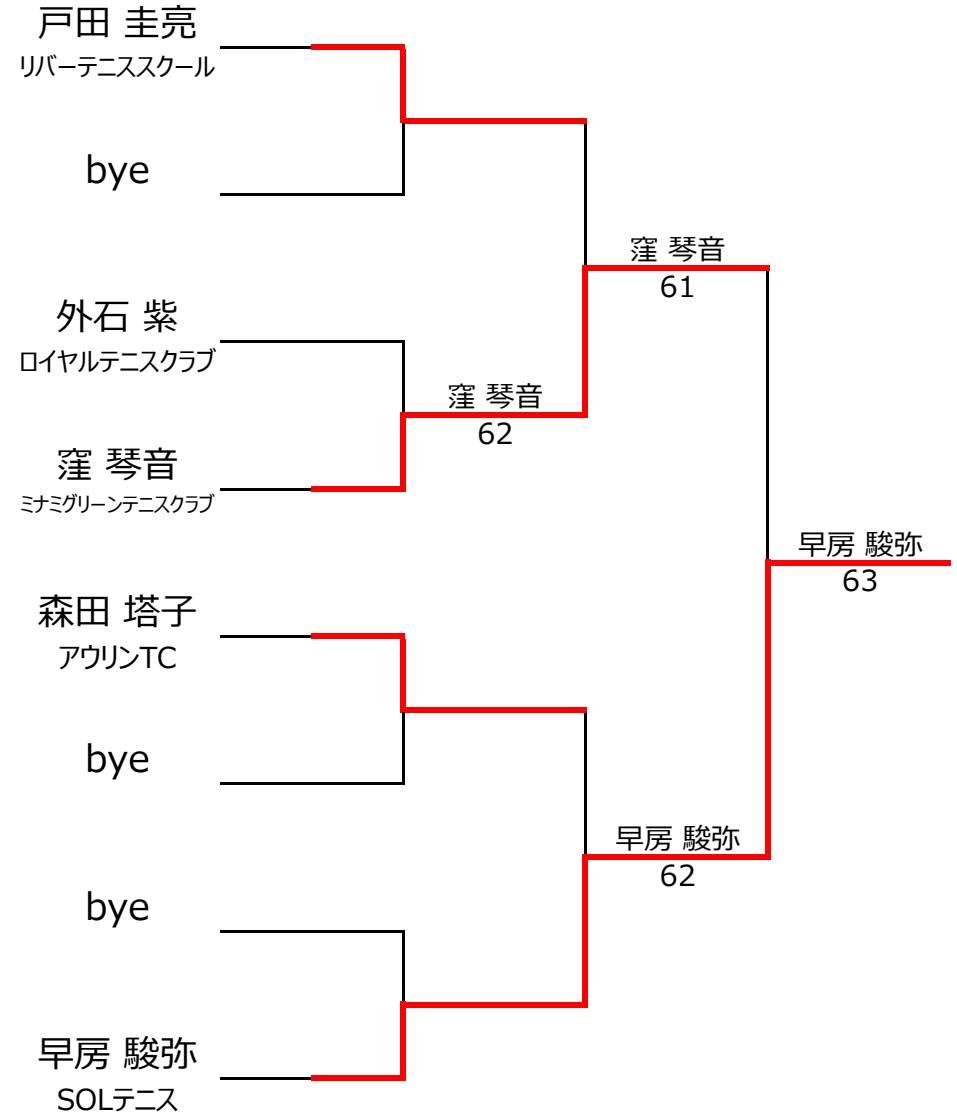 戸田 圭亮
リバーテニススクール
bye
窪 琴音
61
外石 紫
ロイヤルテニスクラブ
窪 琴音
62
窪 琴音
ミナミグリーンテニスクラブ
早房 駿弥
63
森田 塔子
アウリンTC
bye
早房 駿弥
62
bye
早房 駿弥
SOLテニス